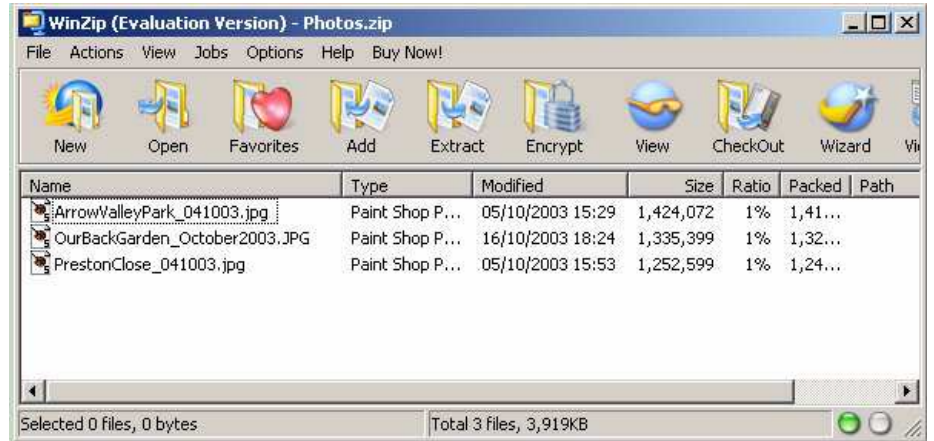 WinZip (Evaluation Version) - Photos.zip
File Actions View Jobs Options Help Buy Now!
New Open Favorites Add Extract Encrypt View CheckOut Wizard
Name Type Modified Size Ratio Packed Path
ArrowValleyPark_041003.jpg Paint Shop P... 05/10/2003 15:29 1,424,072 1% 1,41...
OurBackGarden_October2003.JPG Paint Shop P... 16/10/2003 18:24 1,335,399 1% 1,32...
PrestonClose_041003.jpg Paint Shop P... 05/10/2003 15:53 1,252,599 1% 1,24...
Selected 0 files, 0 bytes Total 3 files, 3,919KB